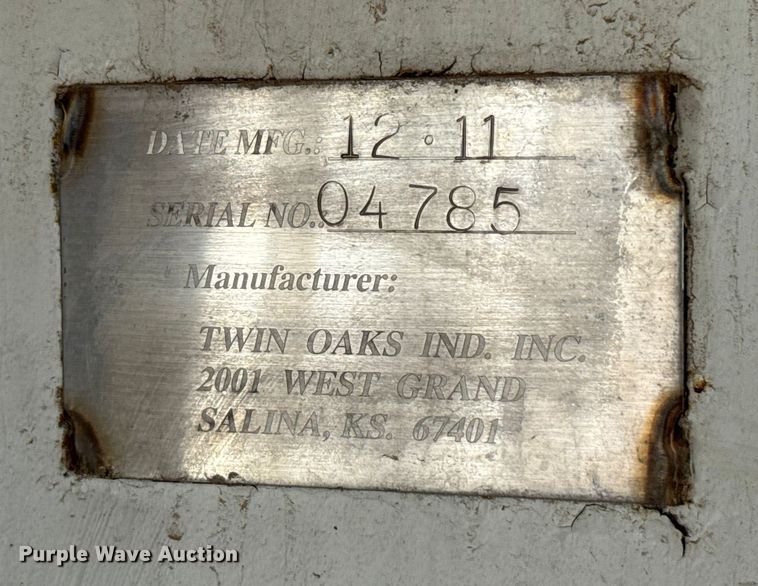 DATE MFG.: 12·11
SERIAL NO.: 04785
Manufacturer:
TWIN OAKS IND. INC.
2001 WEST GRAND
SALINA, KS. 67401
Purple Wave Auction